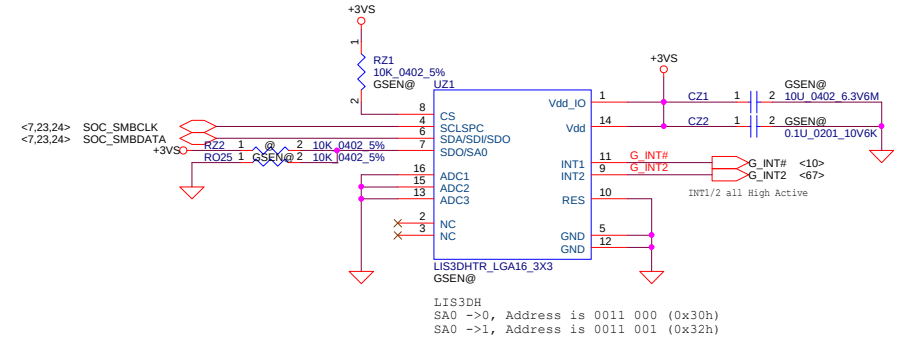 +3VS
1
RZ1
10K_0402_5%
GSEN@
2
UZ1
+3VS
GSEN@
CZ1 1 2 10U_0402_6.3V6M
CZ2 1 2 GSEN@
0.1U_0201_10V6K
8 CS
<7,23,24> SOC_SMBCLK 4 SCLSPC
<7,23,24> SOC_SMBDATA 6 SDA/SDI/SDO
+3VS RZ2 1 @ 2 10K_0402_5% 7 SDO/SA0
RO25 1 GSEN@ 2 10K_0402_5%
Vdd_IO 1
Vdd 14
INT1 11 G_INT# G_INT# <10>
INT2 9 G_INT2 G_INT2 <67>
INT1/2 all High Active
16 ADC1
15 ADC2
13 ADC3
RES 10
2 NC
3 NC
GND 5
GND 12
LIS3DHTR_LGA16_3X3
GSEN@
LIS3DH
SA0 ->0, Address is 0011 000 (0x30h)
SA0 ->1, Address is 0011 001 (0x32h)